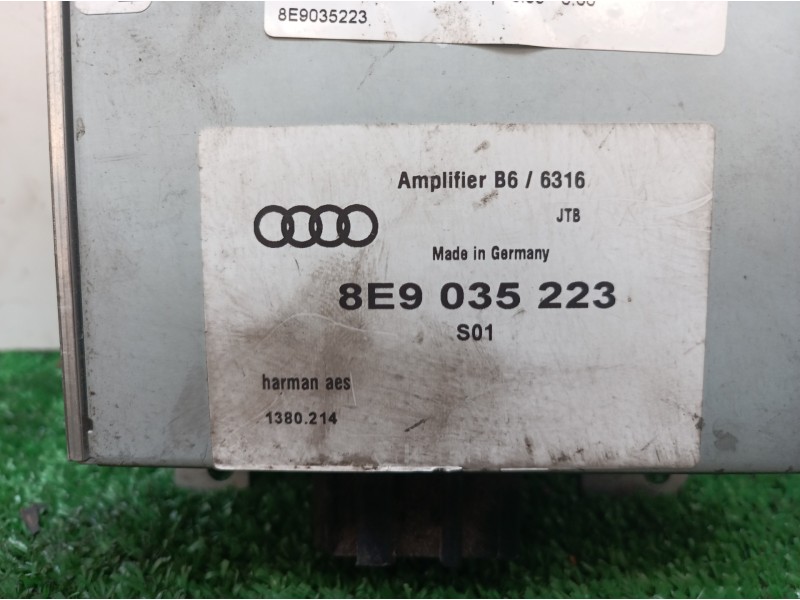 8E9035223
Amplifier B6 / 6316
JTB
Made in Germany
8E9 035 223
S01
harman aes
1380.214